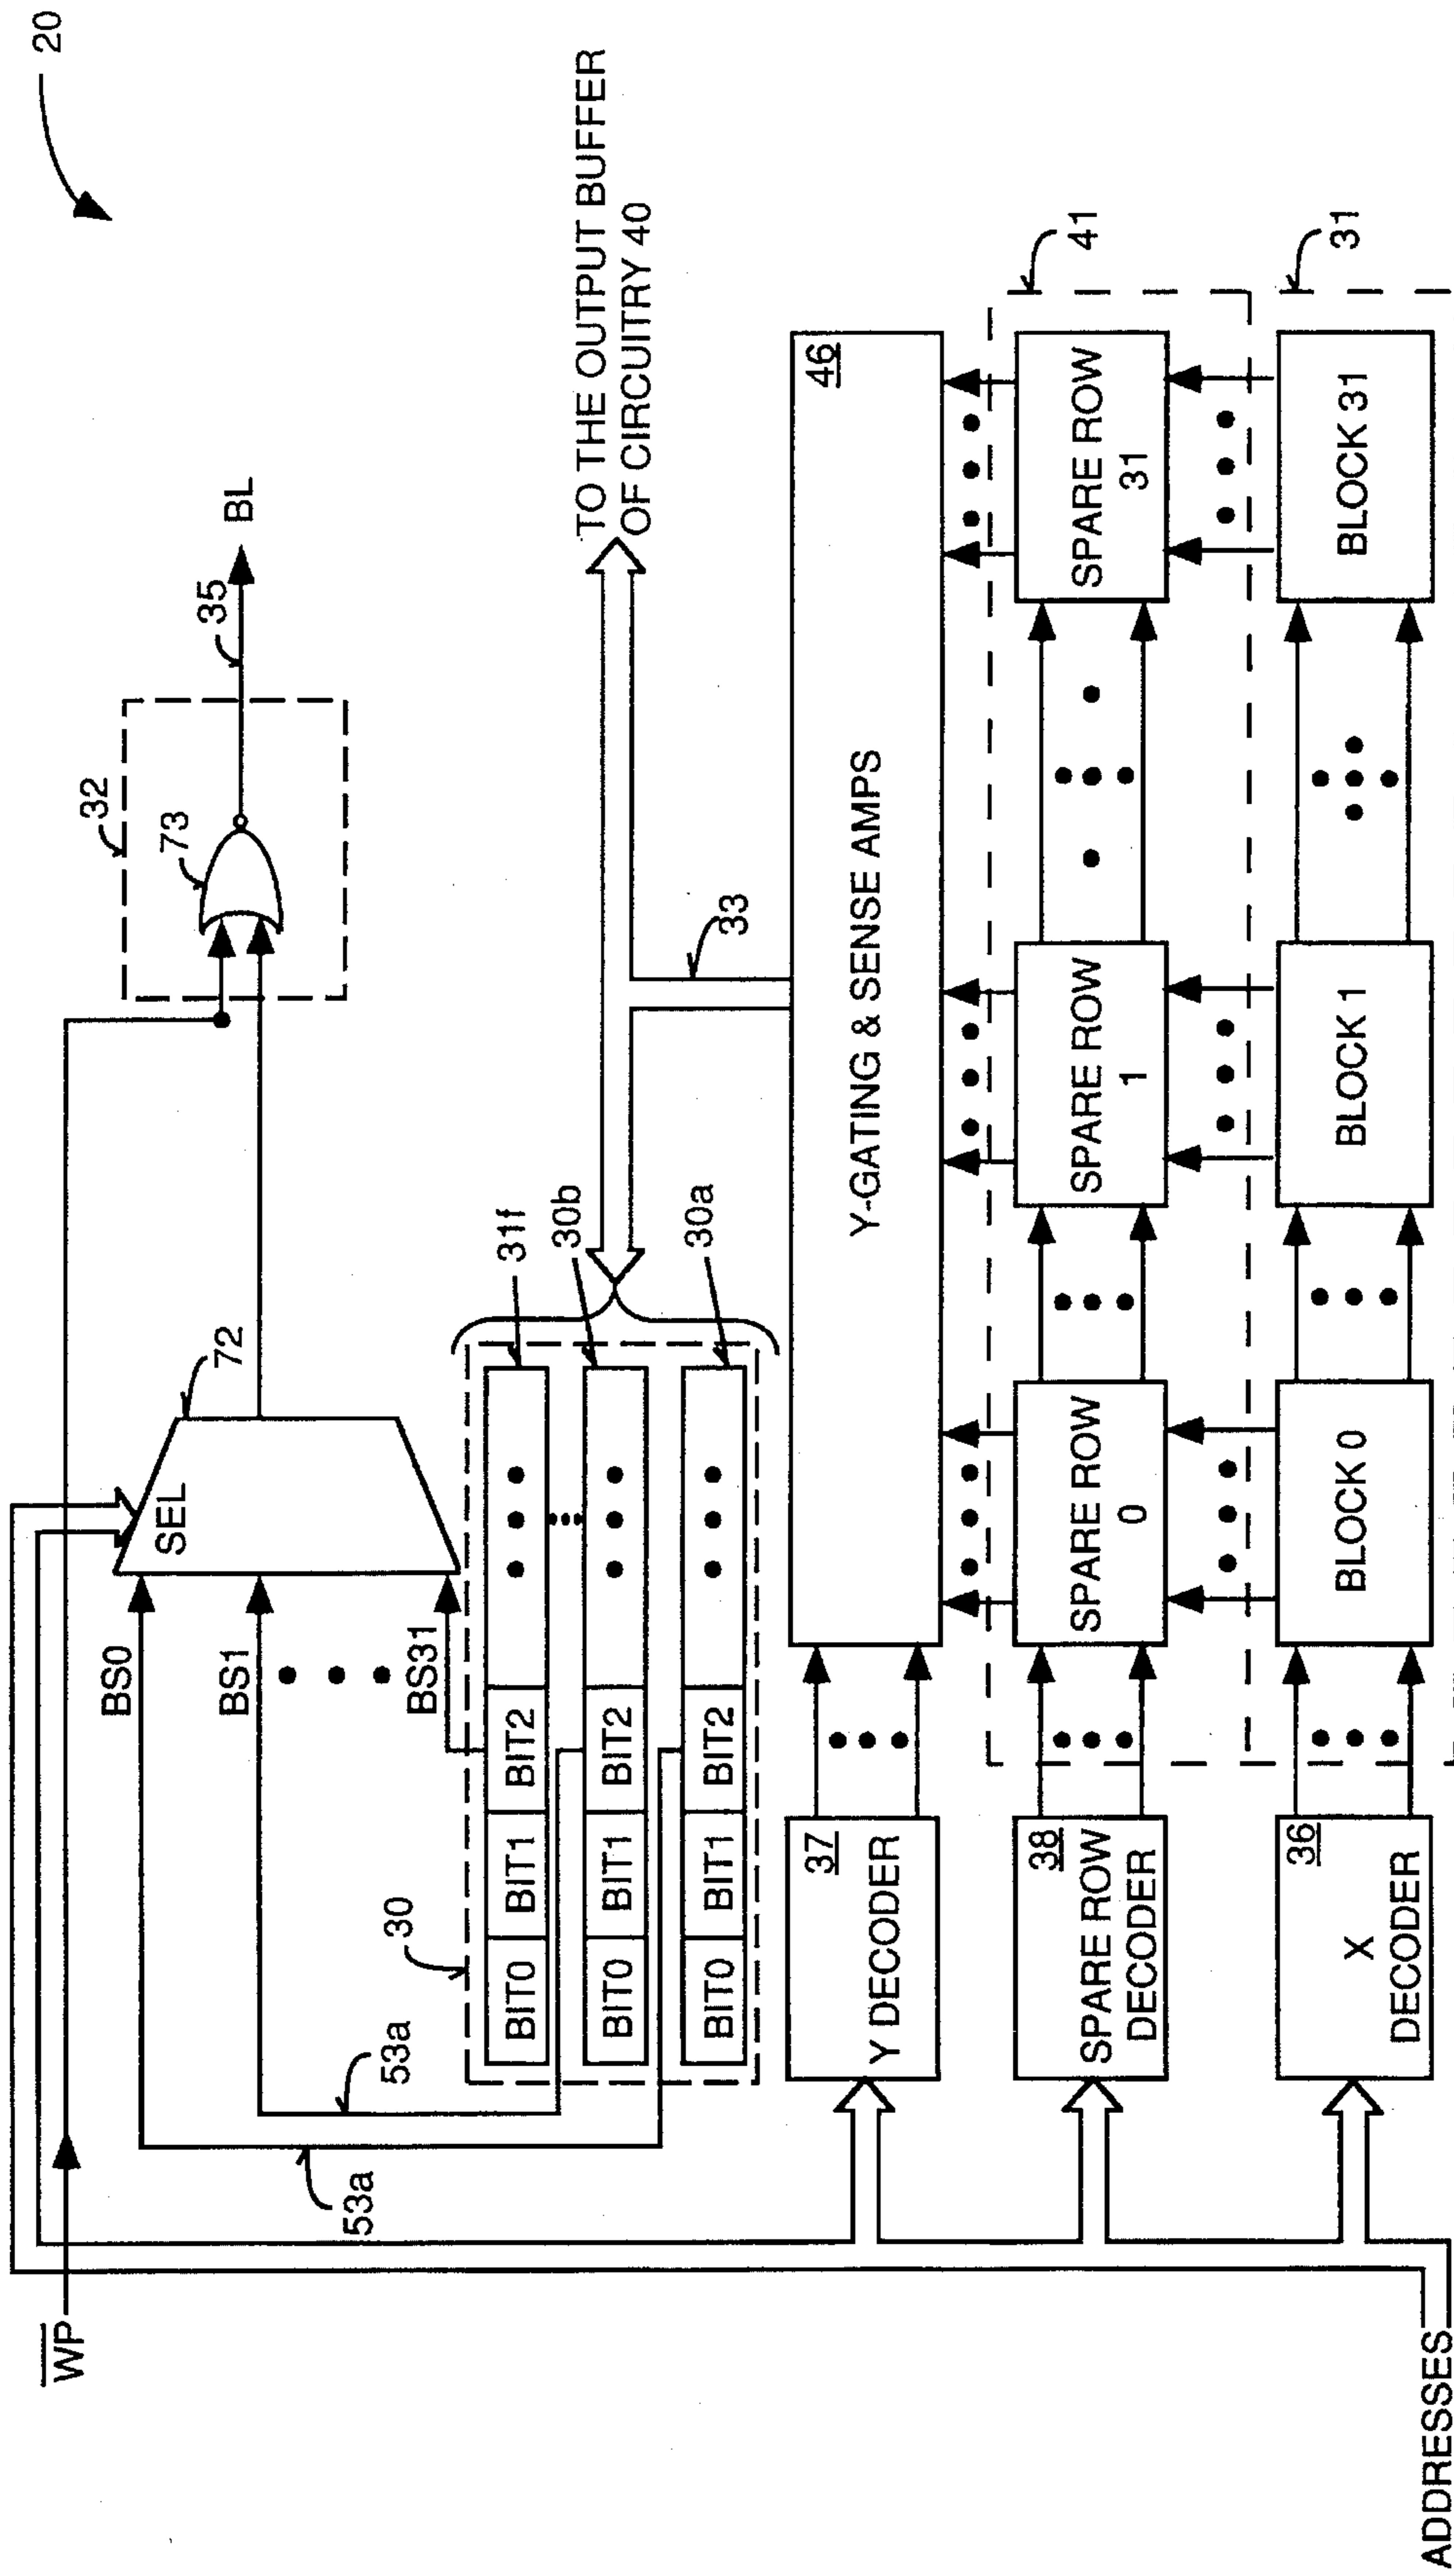 20
WP
BL
35
32
73
72
SEL
BS0
BS1
BS31
53a
53a
30
31f
30b
30a
BIT0 BIT1 BIT2
BIT0 BIT1 BIT2
BIT0 BIT1 BIT2
TO THE OUTPUT BUFFER
OF CIRCUITRY 40
33
37
Y DECODER
Y-GATING & SENSE AMPS
46
38
SPARE ROW
DECODER
SPARE ROW
0
SPARE ROW
1
SPARE ROW
31
41
36
X
DECODER
BLOCK 0
BLOCK 1
BLOCK 31
31
ADDRESSES